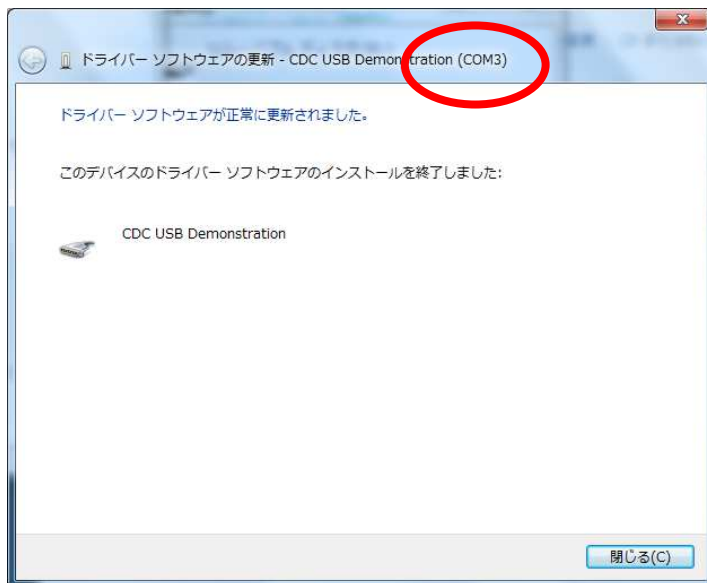 ドライバー ソフトウェアの更新 - CDC USB Demonstration (COM3)
ドライバー ソフトウェアが正常に更新されました。
このデバイスのドライバー ソフトウェアのインストールを終了しました:
CDC USB Demonstration
閉じる(C)